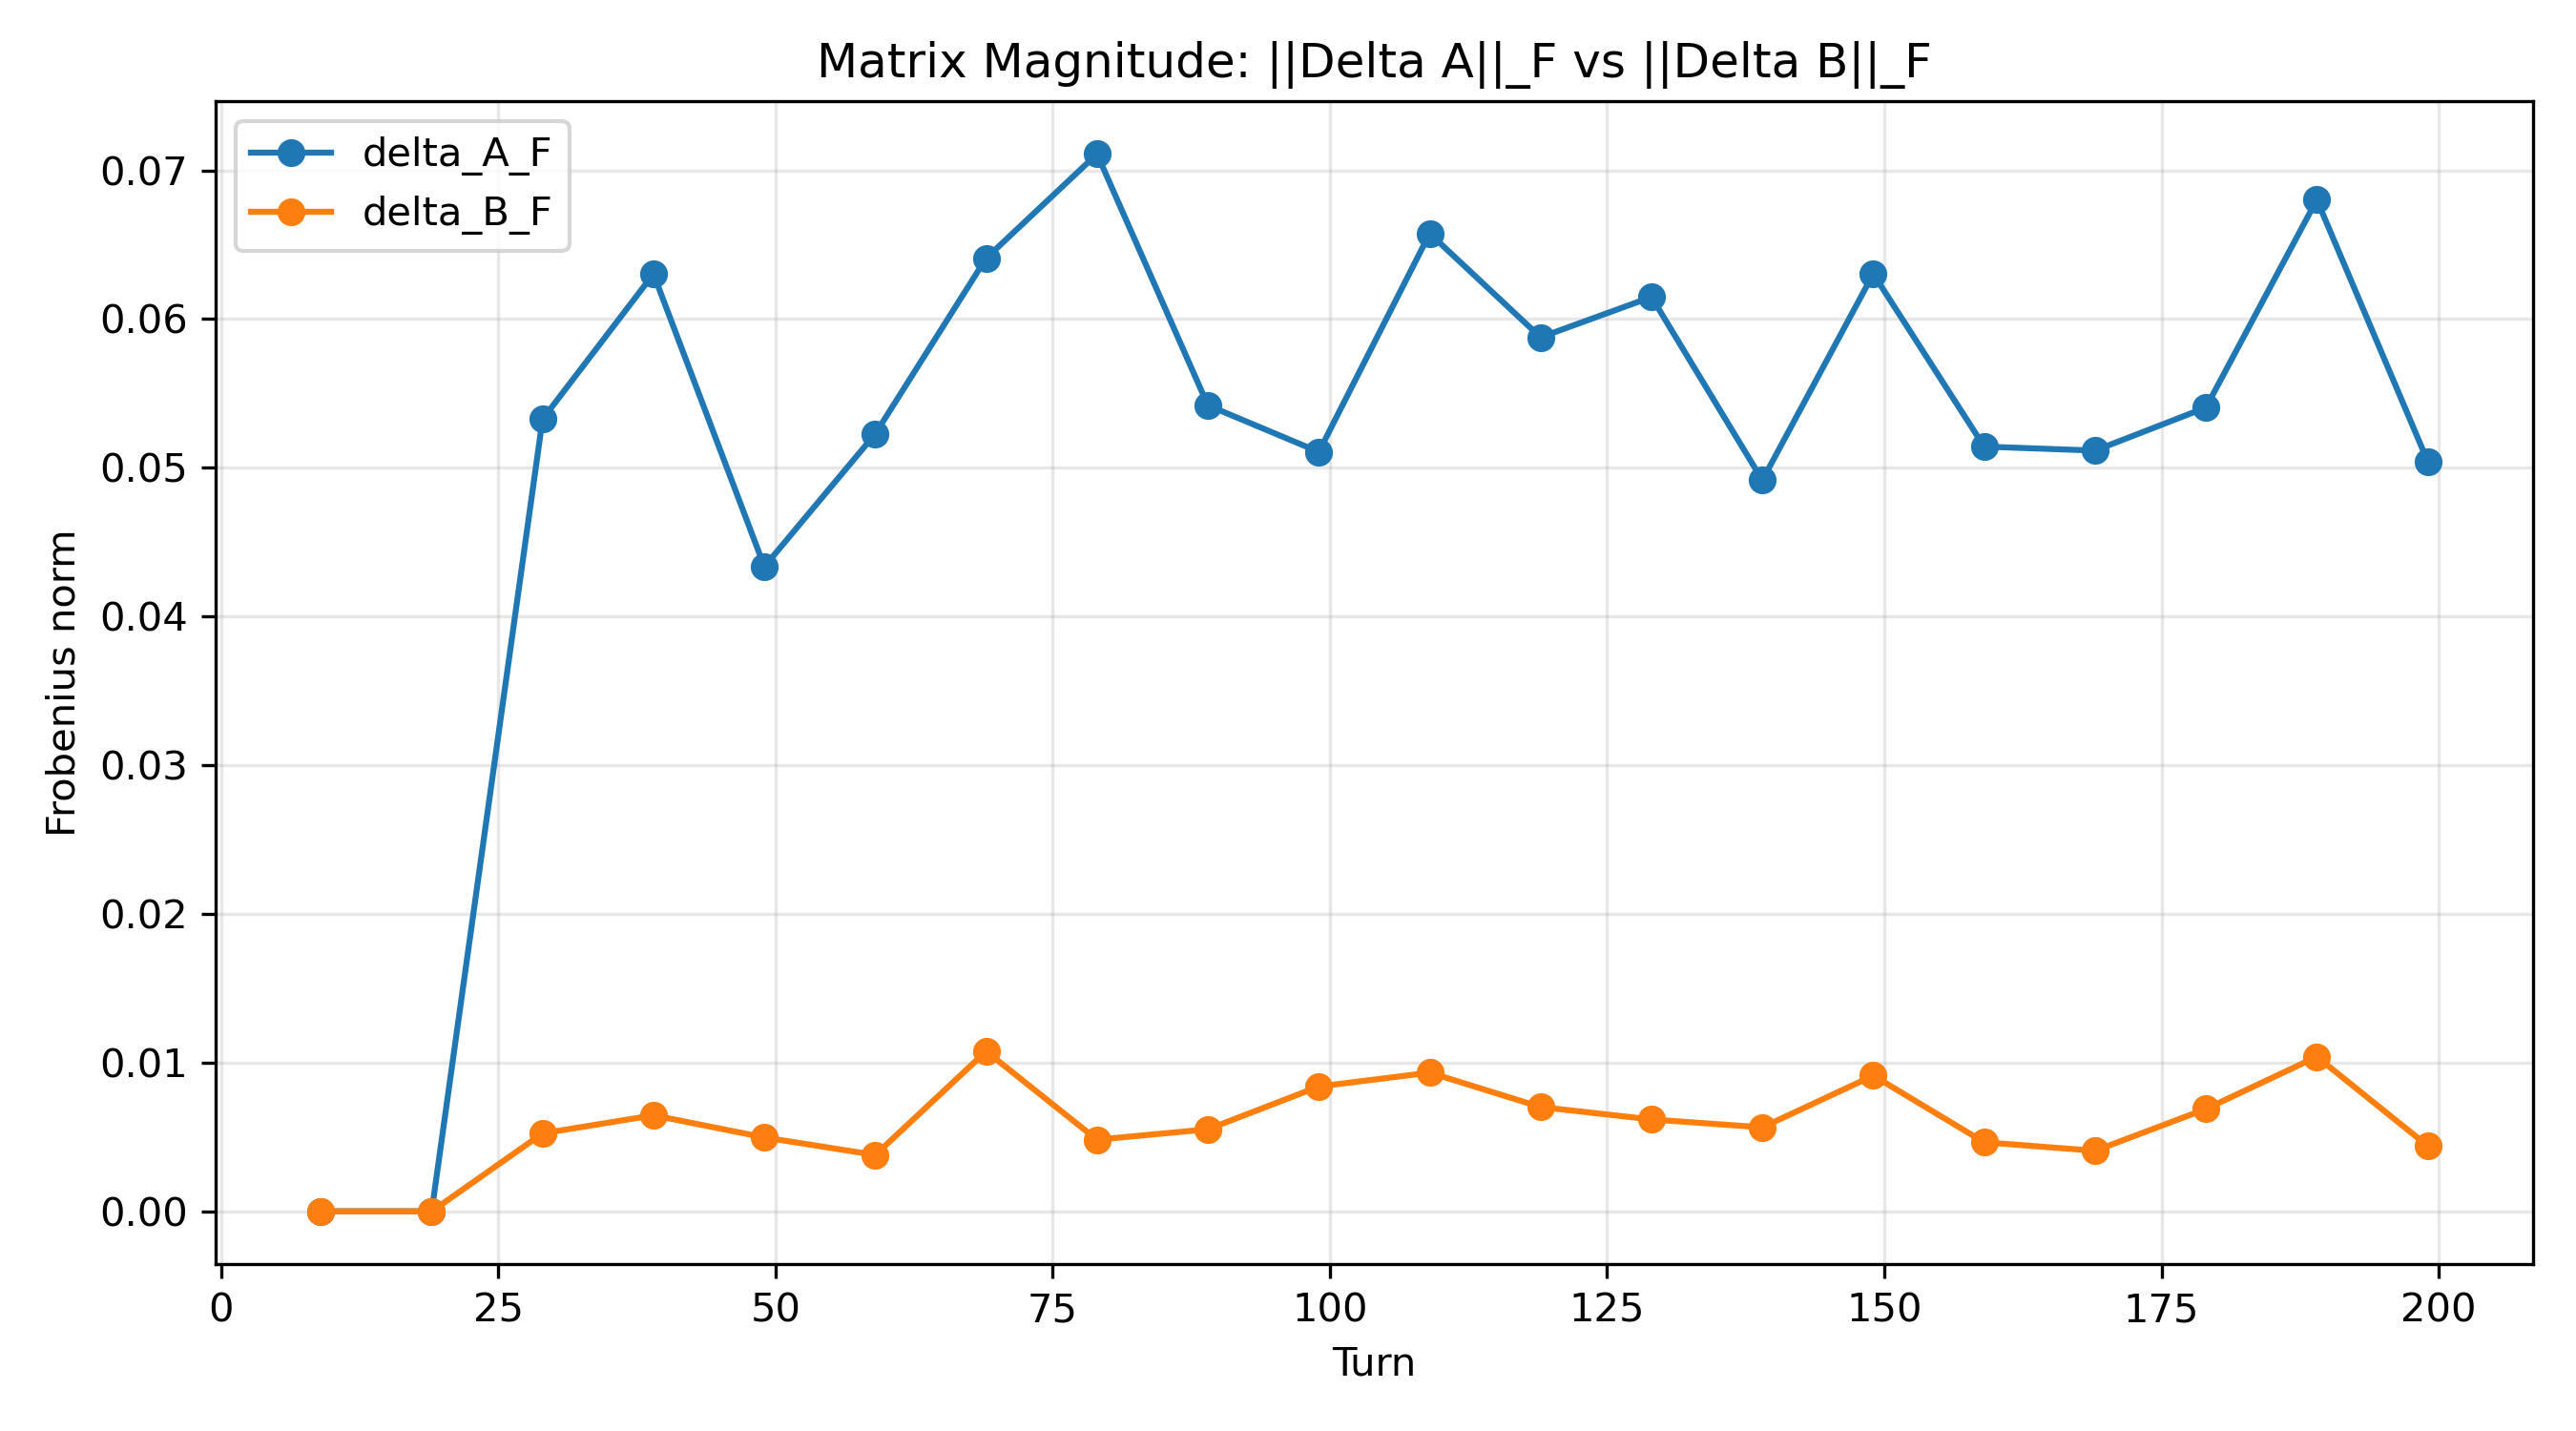 Matrix Magnitude: ||Delta A||_F vs ||Delta B||_F
delta_A_F
delta_B_F
Frobenius norm
0.07
0.06
0.05
0.04
0.03
0.02
0.01
0.00
0 25 50 75 100 125 150 175 200
Turn